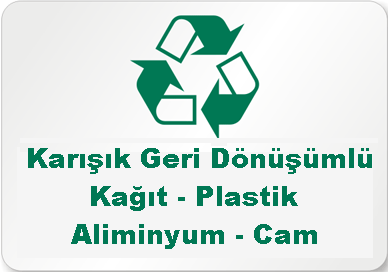 Karışık Geri Dönüşümlü
Kağıt - Plastik
Aliminyum - Cam